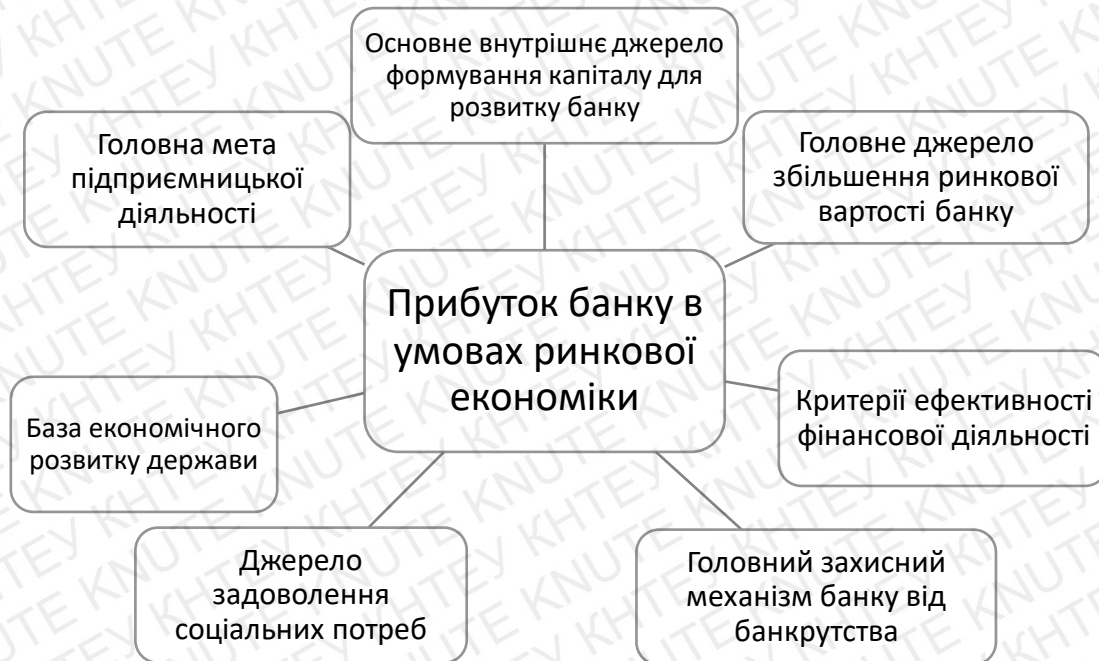 Основне внутрішнє джерело
формування капіталу для
розвитку банку
Головна мета
підприємницької
діяльності
Головне джерело
збільшення ринкової
вартості банку
Прибуток банку в
умовах ринкової
економіки
База економічного
розвитку держави
Критерії ефективності
фінансової діяльності
Джерело
задоволення
соціальних потреб
Головний захисний
механізм банку від
банкрутства